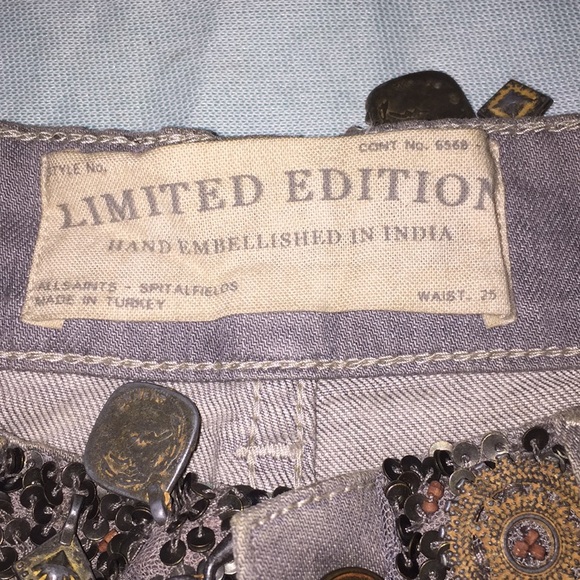 STYLE No.
CONT No. 6568
LIMITED EDITION
HAND EMBELLISHED IN INDIA
ALLSAINTS - SPITALFIELDS
MADE IN TURKEY
WAIST. 25